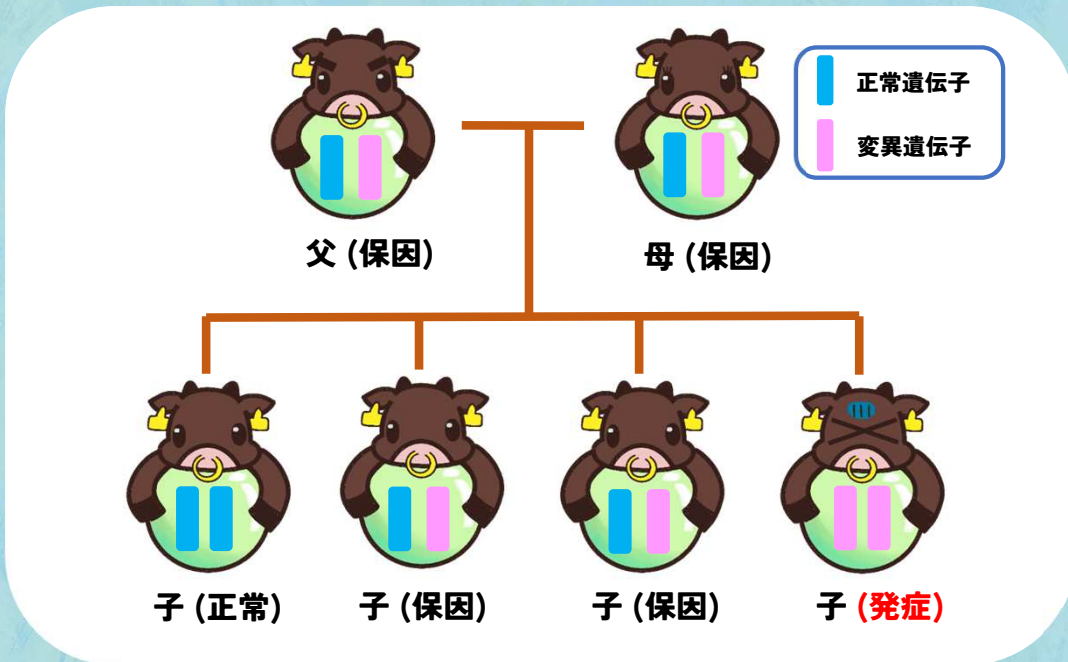 正常遺伝子
変異遺伝子
父 (保因)
母 (保因)
子 (正常)
子 (保因)
子 (保因)
子 (発症)